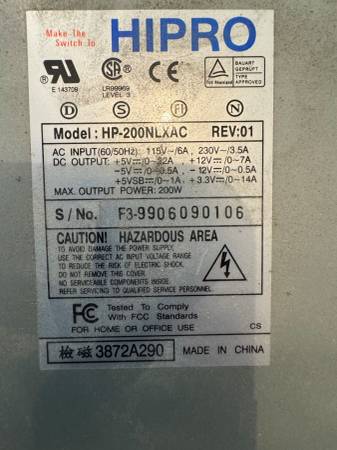 Make The
Switch To
HIPRO
E 143709
LR99969
LEVEL 3
BAUART
GEPRÜFT
TYPE
APPROVED
D S FI N
Model : HP-200NLXAC REV:01
AC INPUT(60/50Hz): 115V~/6A, 230V~/3.5A
DC OUTPUT: +5V⎓/0~32A +12V⎓/0~7A
-5V⎓/0~0.5A -12V⎓/0~0.5A
+5VSB⎓/0~1A +3.3V⎓/0~14A
MAX. OUTPUT POWER: 200W
S / No. F3-9906090106
CAUTION! HAZARDOUS AREA
TO AVOID DAMAGE THE POWER SUPPLY,
USE THE CORRECT AC INPUT VOLTAGE RANGE
TO REDUCE THE RISK OF ELECTRIC SHOCK.
DO NOT REMOVE THIS COVER.
NO SERVICEABLE COMPONENTS INSIDE.
REFER SERVICING TO QUALIFIED SERVICE PERSONNEL.
FCC Tested To Comply
With FCC Standards
FOR HOME OR OFFICE USE CS
檢磁 3872A290 MADE IN CHINA